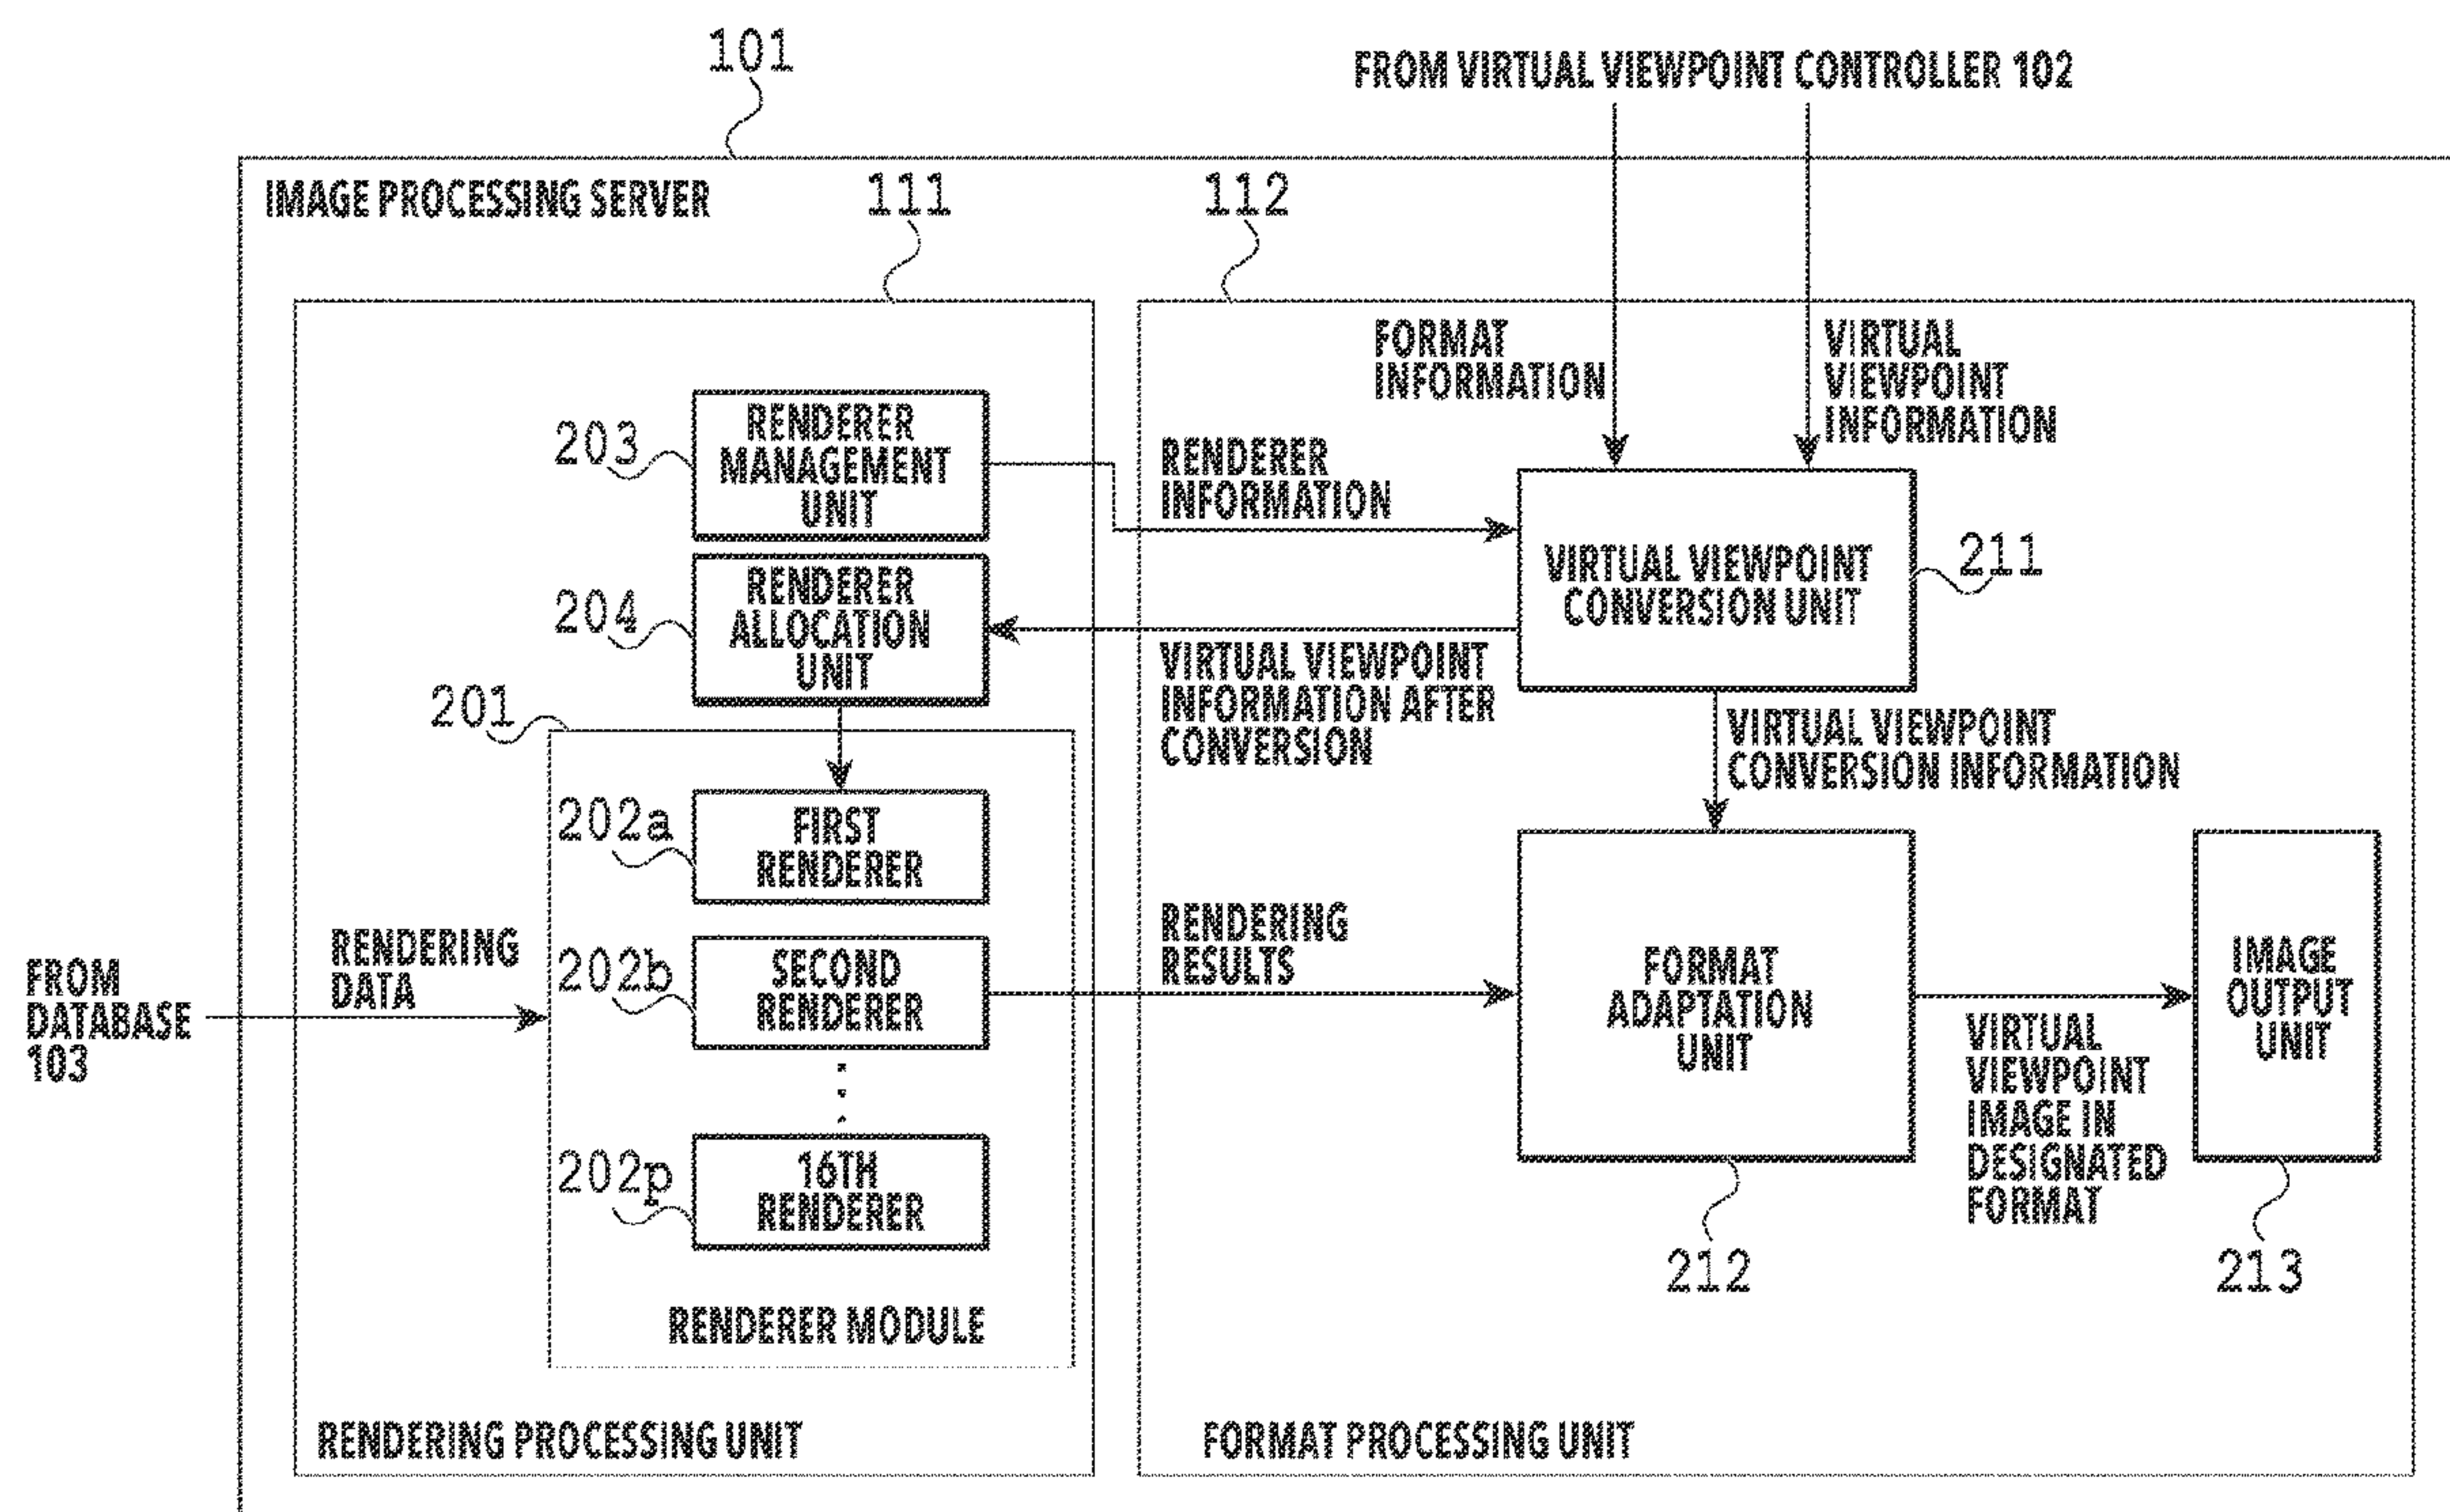 101
FROM VIRTUAL VIEWPOINT CONTROLLER 102
IMAGE PROCESSING SERVER
111
112
FORMAT
INFORMATION
VIRTUAL
VIEWPOINT
INFORMATION
203
RENDERER
MANAGEMENT
UNIT
RENDERER
INFORMATION
204
RENDERER
ALLOCATION
UNIT
VIRTUAL VIEWPOINT
CONVERSION UNIT
211
VIRTUAL VIEWPOINT
INFORMATION AFTER
CONVERSION
201
VIRTUAL VIEWPOINT
CONVERSION INFORMATION
202a
FIRST
RENDERER
FROM
DATABASE
103
RENDERING
DATA
202b
SECOND
RENDERER
RENDERING
RESULTS
FORMAT
ADAPTATION
UNIT
IMAGE
OUTPUT
UNIT
VIRTUAL
VIEWPOINT
IMAGE IN
DESIGNATED
FORMAT
202p
16TH
RENDERER
212
213
RENDERER MODULE
RENDERING PROCESSING UNIT
FORMAT PROCESSING UNIT